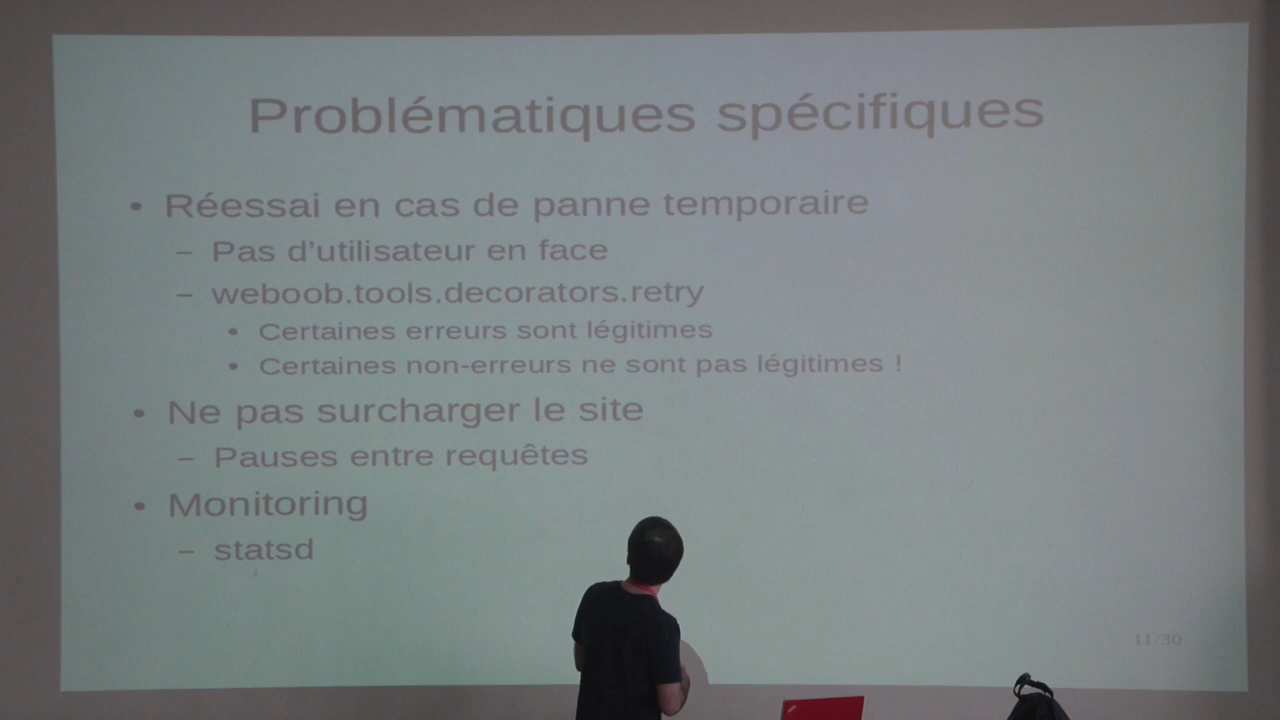 Problématiques spécifiques
• Réessai en cas de panne temporaire
– Pas d'utilisateur en face
– weboob.tools.decorators.retry
• Certaines erreurs sont légitimes
• Certaines non-erreurs ne sont pas légitimes !
• Ne pas surcharger le site
– Pauses entre requêtes
• Monitoring
– statsd
11/30